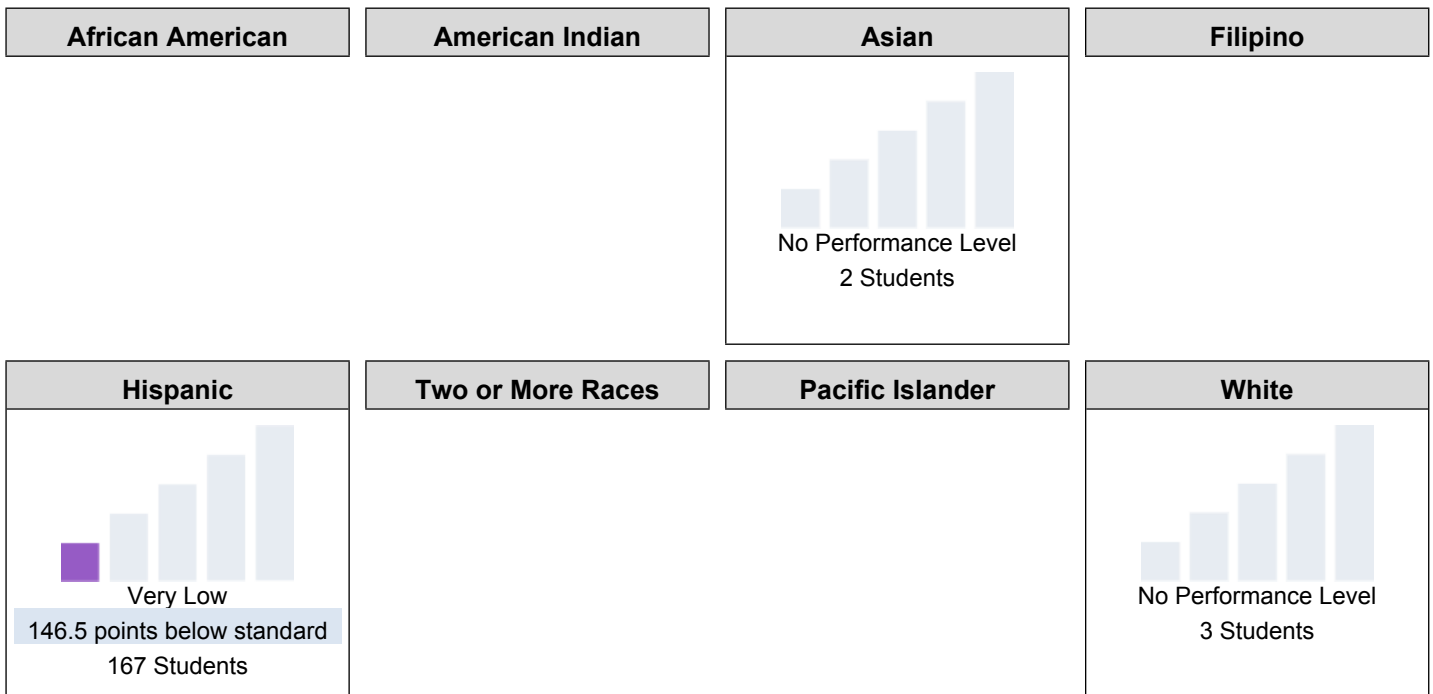 African American
American Indian
Asian
Filipino
No Performance Level
2 Students
Hispanic
Two or More Races
Pacific Islander
White
Very Low
146.5 points below standard
167 Students
No Performance Level
3 Students